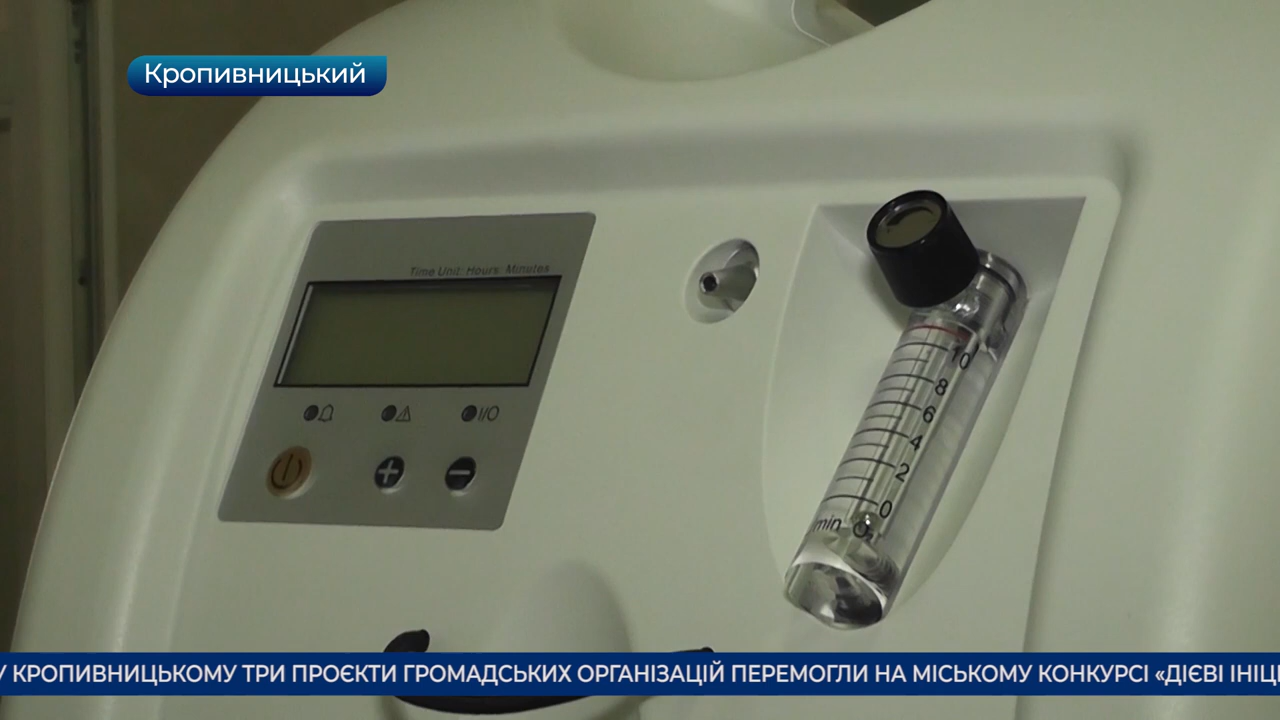 Кропивницький
Time Unit: Hours: Minutes
I/O
10
8
6
4
2
0
min O₂
У КРОПИВНИЦЬКОМУ ТРИ ПРОЄКТИ ГРОМАДСЬКИХ ОРГАНІЗАЦІЙ ПЕРЕМОГЛИ НА МІСЬКОМУ КОНКУРСІ «ДІЄВІ ІНІЦІ